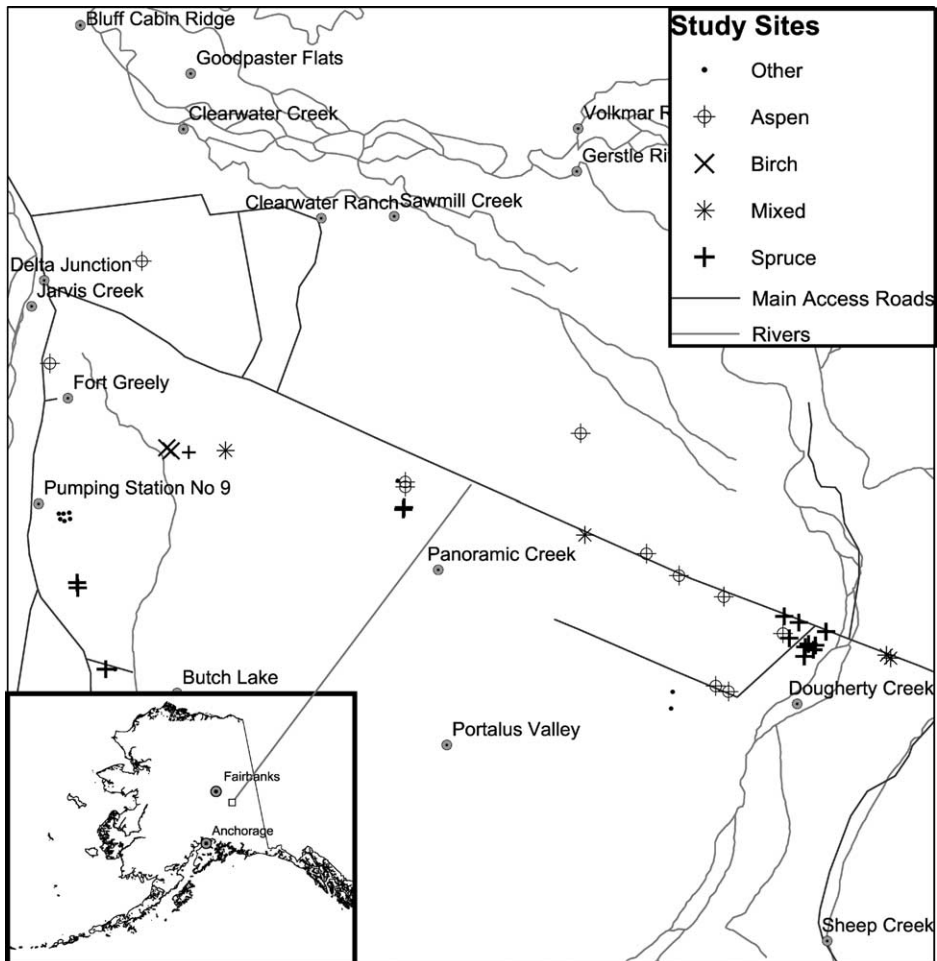 Bluff Cabin Ridge
Study Sites
Goodpaster Flats
Other
Clearwater Creek
Volkmar R
Aspen
Gerstle Ri
Birch
Clearwater Ranch
Sawmill Creek
Mixed
Delta Junction
Spruce
Jarvis Creek
Main Access Roads
Rivers
Fort Greely
Pumping Station No 9
Panoramic Creek
Butch Lake
Dougherty Creek
Portalus Valley
Fairbanks
Anchorage
Sheep Creek